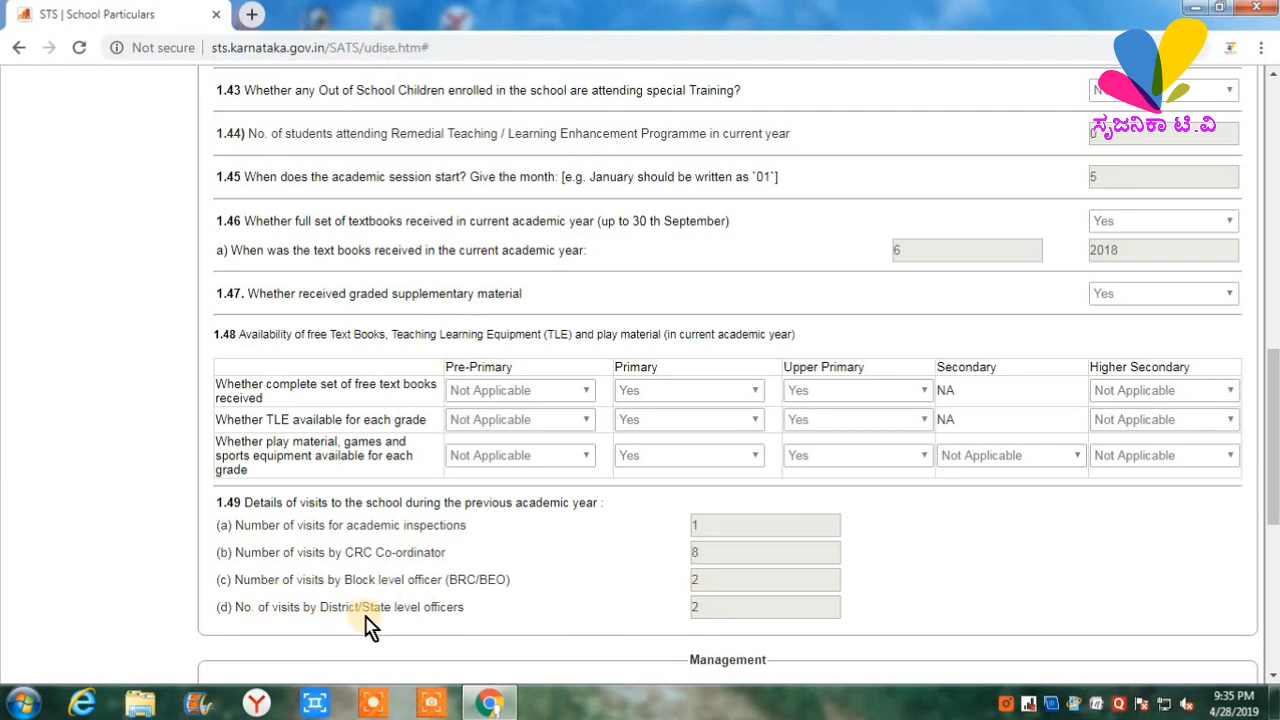 STS | School Particulars
Not secure sts.karnataka.gov.in/SATS/udise.htm#
ಸೃಜನಿಕಾ ಟಿ.ವಿ
1.43 Whether any Out of School Children enrolled in the school are attending special Training?
1.44) No. of students attending Remedial Teaching / Learning Enhancement Programme in current year 0
1.45 When does the academic session start? Give the month: [e.g. January should be written as `01`] 5
1.46 Whether full set of textbooks received in current academic year (up to 30 th September) Yes
a) When was the text books received in the current academic year: 6 2018
1.47. Whether received graded supplementary material Yes
1.48 Availability of free Text Books, Teaching Learning Equipment (TLE) and play material (in current academic year)
Pre-Primary Primary Upper Primary Secondary Higher Secondary
Whether complete set of free text books received Not Applicable Yes Yes NA Not Applicable
Whether TLE available for each grade Not Applicable Yes Yes NA Not Applicable
Whether play material, games and sports equipment available for each grade Not Applicable Yes Yes Not Applicable Not Applicable
1.49 Details of visits to the school during the previous academic year :
(a) Number of visits for academic inspections 1
(b) Number of visits by CRC Co-ordinator 8
(c) Number of visits by Block level officer (BRC/BEO) 2
(d) No. of visits by District/State level officers 2
Management
9:35 PM
4/28/2019